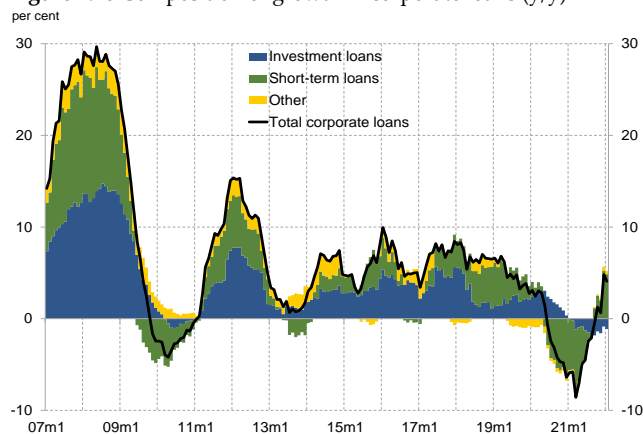 per cent
30 30
Investment loans
Short-term loans
Other
Total corporate loans
20 20
10 10
0 0
-10 -10
07m1 09m1 11m1 13m1 15m1 17m1 19m1 21m1